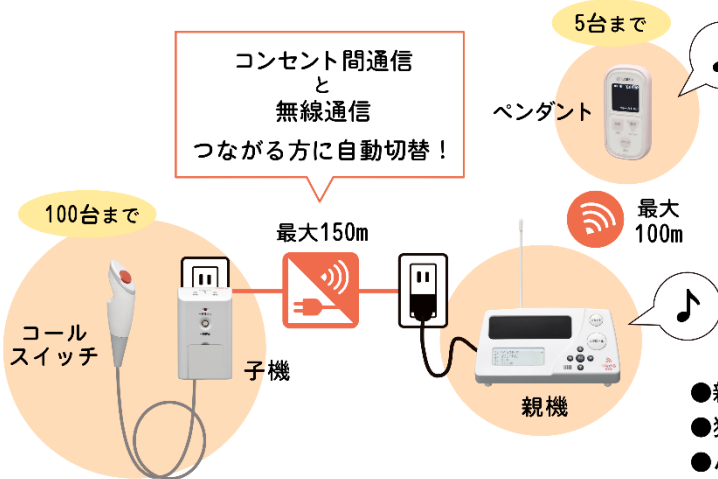 5台まで
コンセント間通信
と
無線通信
つながる方に自動切替！
ペンダント
100台まで
最大150m
最大
100m
コール
スイッチ
子機
親機